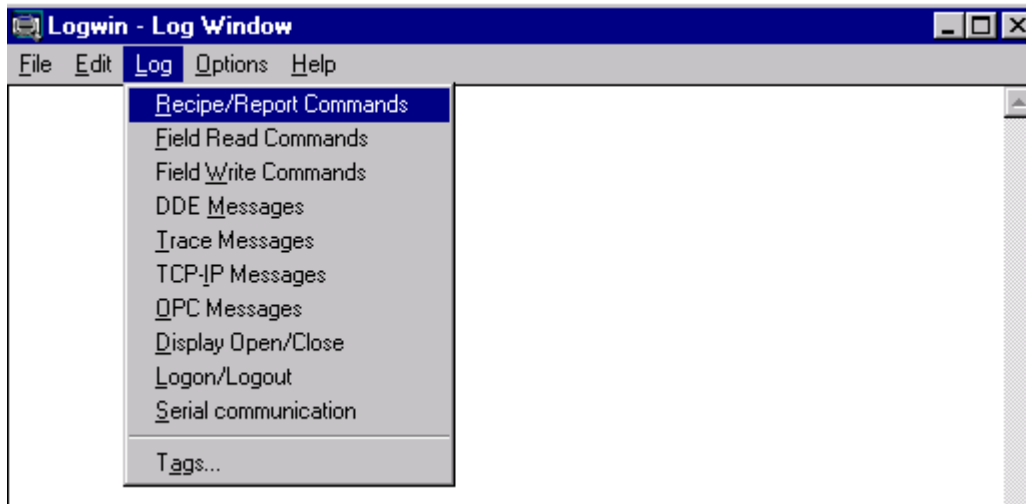 Logwin - Log Window
File Edit Log Options Help
Recipe/Report Commands
Field Read Commands
Field Write Commands
DDE Messages
Trace Messages
TCP-IP Messages
OPC Messages
Display Open/Close
Logon/Logout
Serial communication
Tags...